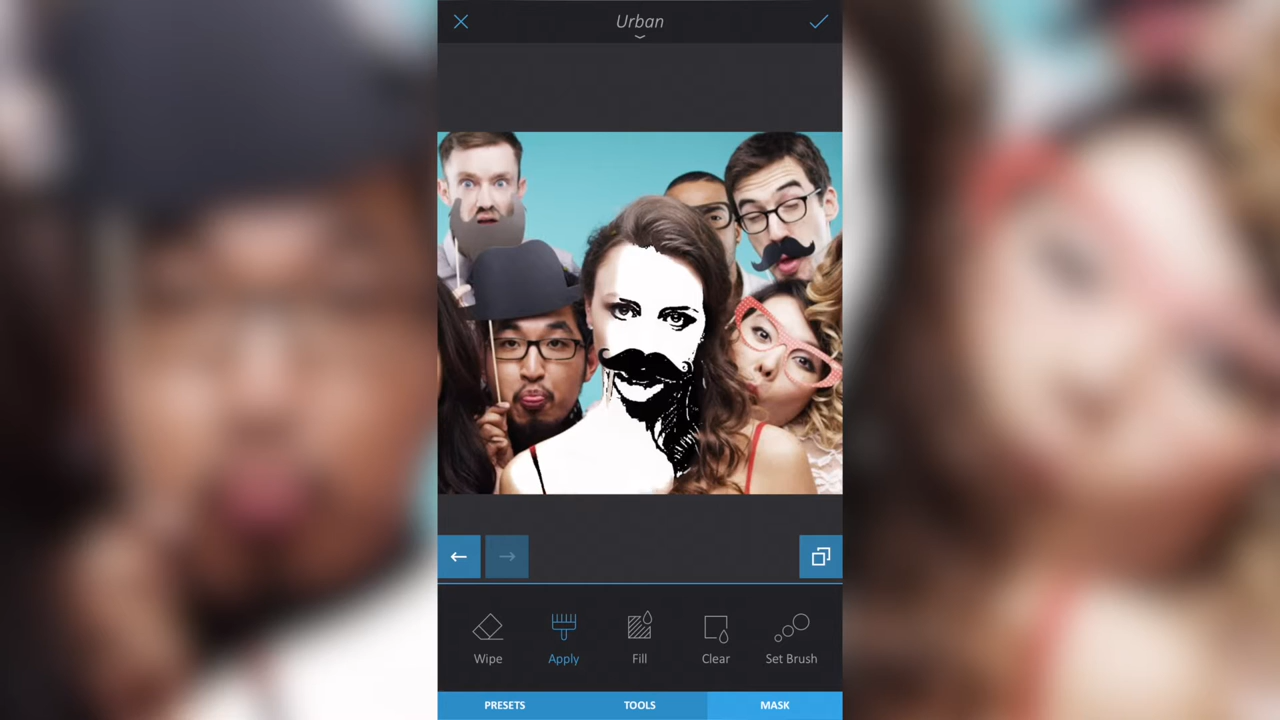 Urban
Wipe
Apply
Fill
Clear
Set Brush
PRESETS
TOOLS
MASK